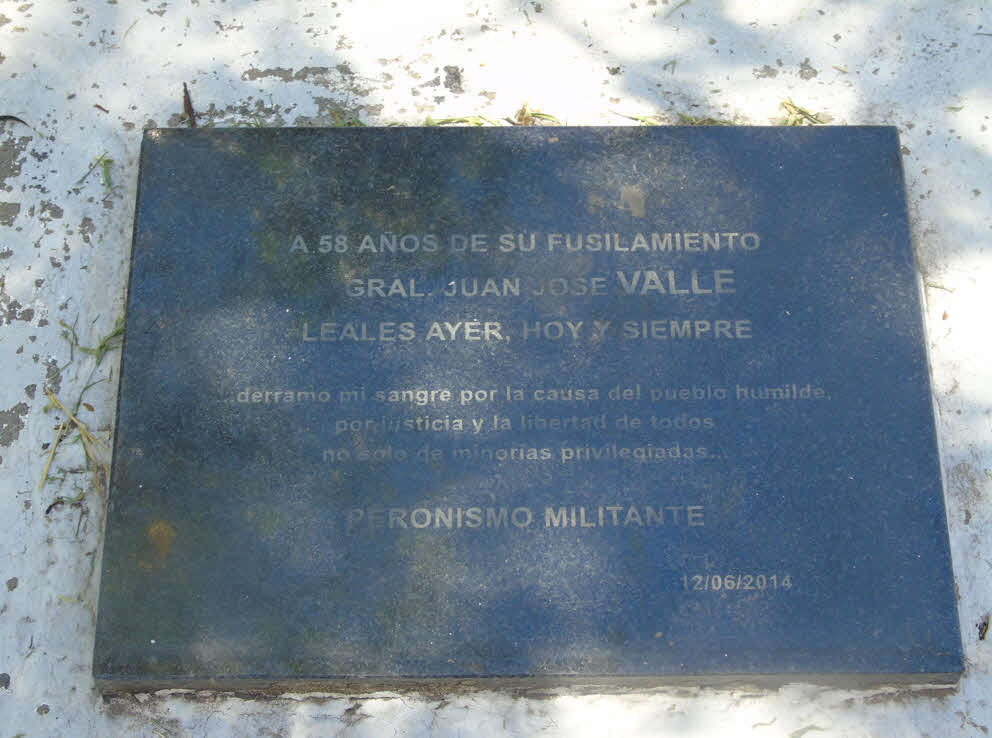 A 58 AÑOS DE SU FUSILAMIENTO
GRAL. JUAN JOSE VALLE
LEALES AYER, HOY Y SIEMPRE
...derramo mi sangre por la causa del pueblo humilde,
por justicia y la libertad de todos
no solo de minorias privilegiadas...
PERONISMO MILITANTE
12/06/2014